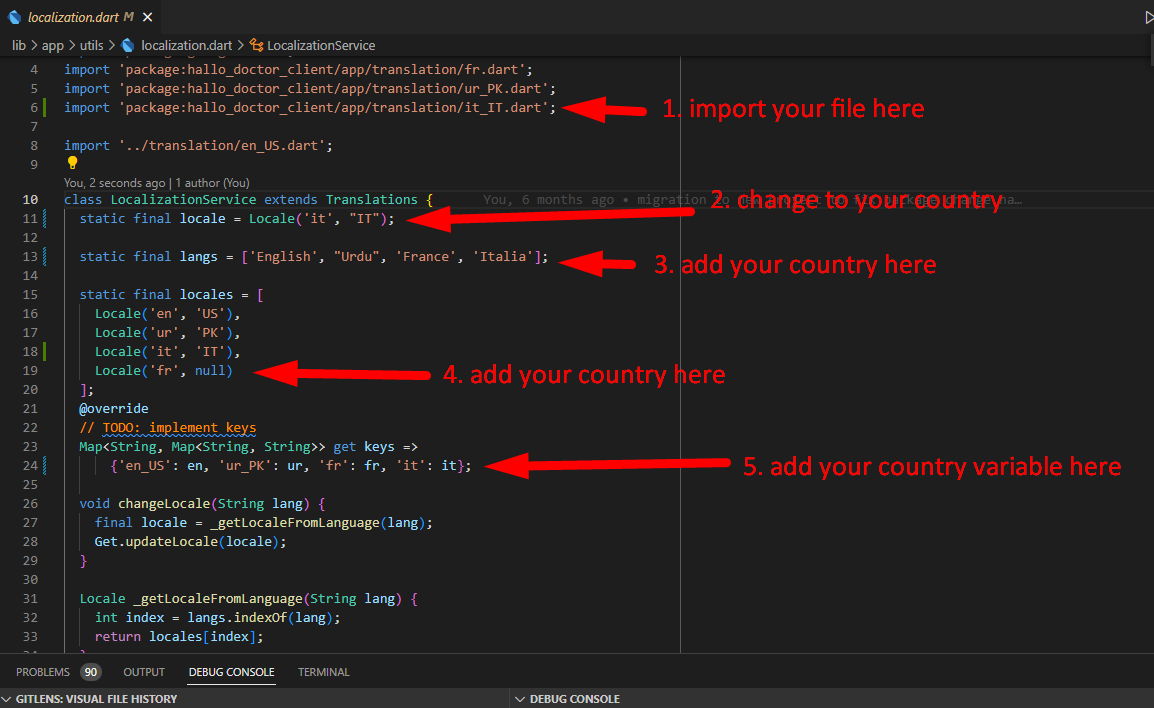 localization.dart M
lib > app > utils > localization.dart > LocalizationService
4 import 'package:hallo_doctor_client/app/translation/fr.dart';
5 import 'package:hallo_doctor_client/app/translation/ur_PK.dart';
6 import 'package:hallo_doctor_client/app/translation/it_IT.dart';
1. import your file here
7
8 import '../translation/en_US.dart';
9
You, 2 seconds ago | 1 author (You)
10 class LocalizationService extends Translations {
You, 6 months ago • migration to new project to fix package change na…
2. change to your country
11 static final locale = Locale('it', "IT");
12
13 static final langs = ['English', "Urdu", 'France', 'Italia'];
3. add your country here
14
15 static final locales = [
16 Locale('en', 'US'),
17 Locale('ur', 'PK'),
18 Locale('it', 'IT'),
19 Locale('fr', null)
4. add your country here
20 ];
21 @override
22 // TODO: implement keys
23 Map<String, Map<String, String>> get keys =>
24 {'en_US': en, 'ur_PK': ur, 'fr': fr, 'it': it};
5. add your country variable here
25
26 void changeLocale(String lang) {
27 final locale = _getLocaleFromLanguage(lang);
28 Get.updateLocale(locale);
29 }
30
31 Locale _getLocaleFromLanguage(String lang) {
32 int index = langs.indexOf(lang);
33 return locales[index];
PROBLEMS 90 OUTPUT DEBUG CONSOLE TERMINAL
GITLENS: VISUAL FILE HISTORY
DEBUG CONSOLE